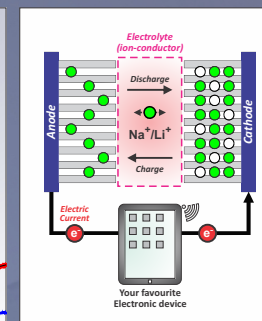 Electrolyte
(ion-conductor)
Anode
Discharge
Na⁺/Li⁺
Charge
Cathode
Electric
Current
e⁻
e⁻
Your favourite
Electronic device